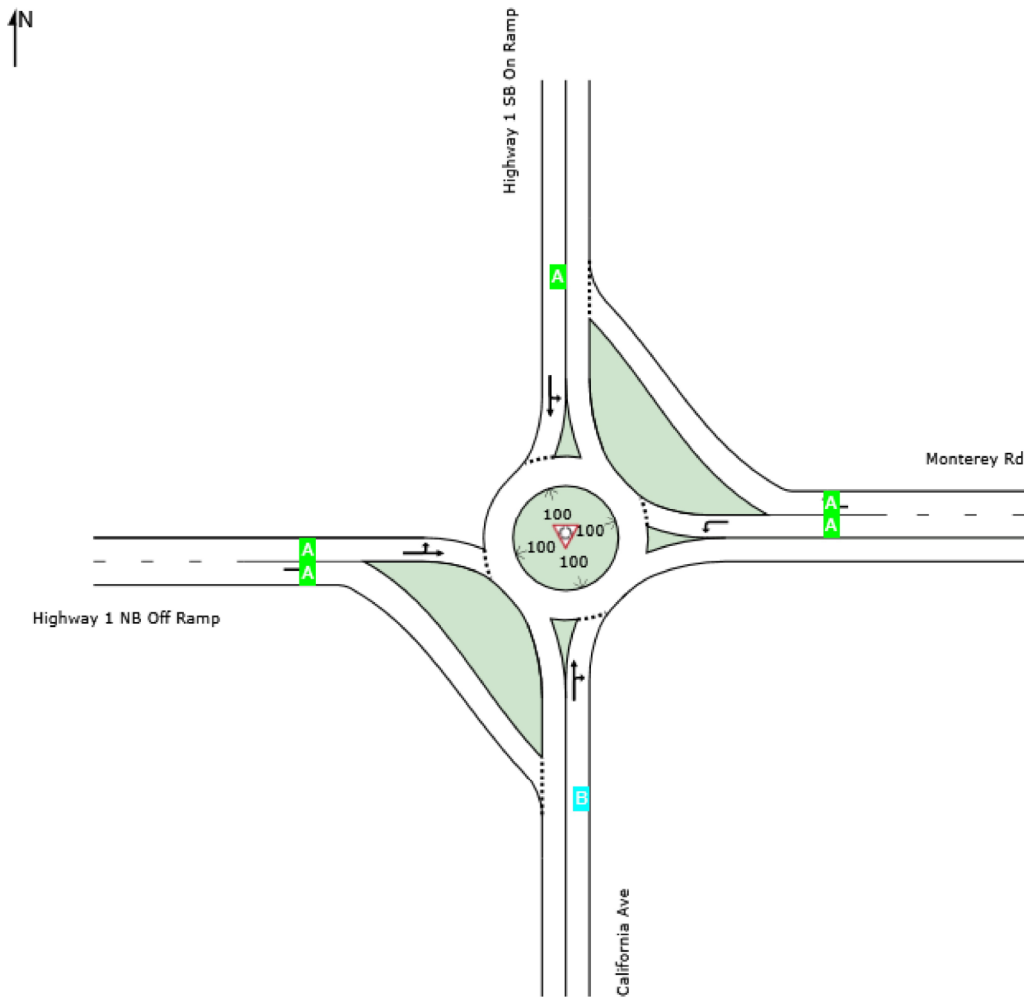 N
Highway 1 SB On Ramp
A
Monterey Rd
A
A
100
100
100
100
A
A
Highway 1 NB Off Ramp
B
California Ave